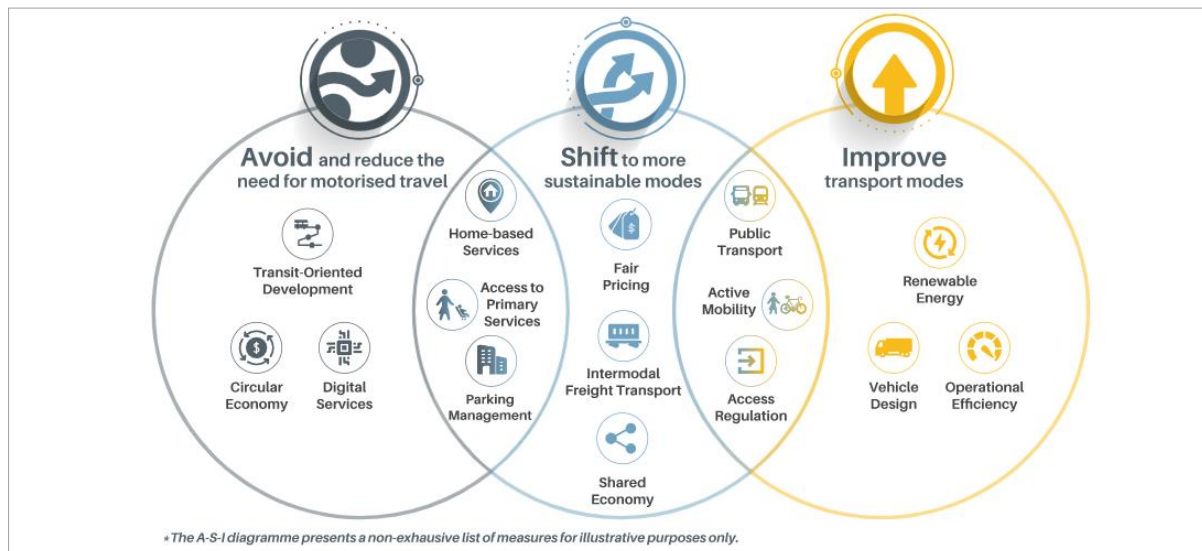 Avoid and reduce the
need for motorised travel
Transit-Oriented
Development
Circular
Economy
Digital
Services
Home-based
Services
Access to
Primary
Services
Parking
Management
Shift to more
sustainable modes
$
Fair
Pricing
Intermodal
Freight Transport
Shared
Economy
Public
Transport
Active
Mobility
Access
Regulation
Improve
transport modes
Renewable
Energy
Vehicle
Design
Operational
Efficiency
$
*The A-S-I diagramme presents a non-exhausive list of measures for illustrative purposes only.